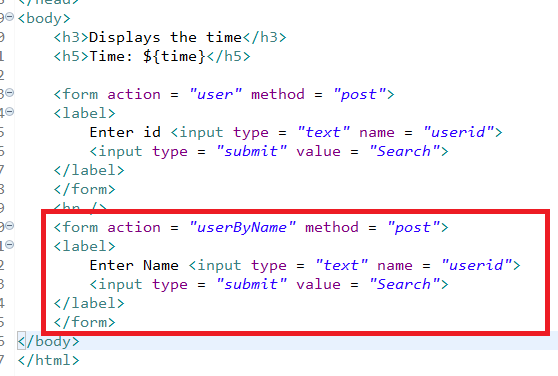 </head>
<body>
<h3>Displays the time</h3>
<h5>Time: ${time}</h5>
<form action = "user" method = "post">
<label>
Enter id <input type = "text" name = "userid">
<input type = "submit" value = "Search">
</label>
</form>
<hr />
<form action = "userByName" method = "post">
<label>
Enter Name <input type = "text" name = "userid">
<input type = "submit" value = "Search">
</label>
</form>
</body>
</html>